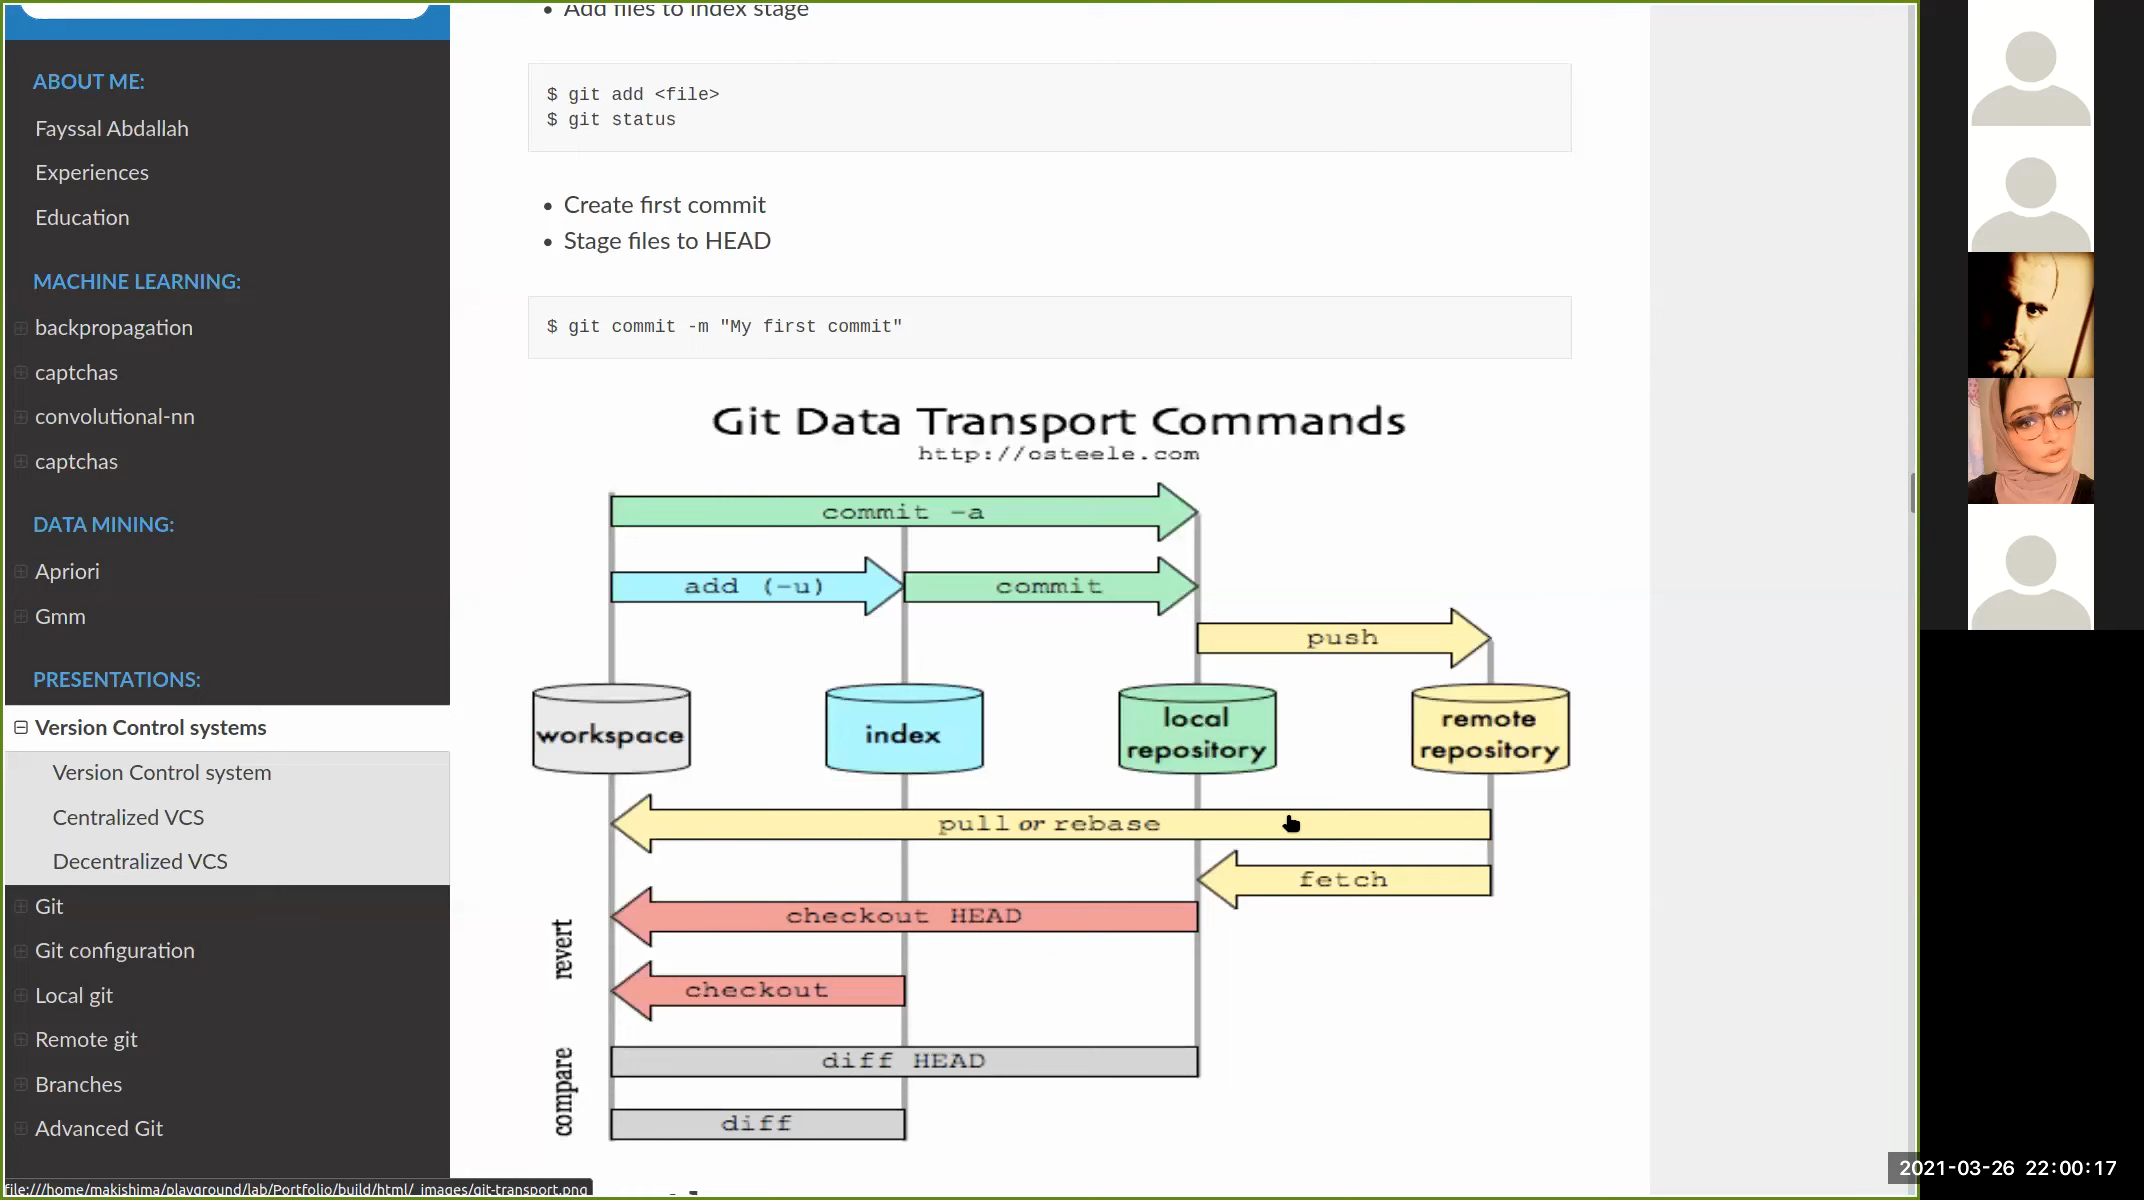 Add files to index stage
$ git add <file>
$ git status
Create first commit
Stage files to HEAD
$ git commit -m "My first commit"
ABOUT ME:
Fayssal Abdallah
Experiences
Education
MACHINE LEARNING:
backpropagation
captchas
convolutional-nn
captchas
DATA MINING:
Apriori
Gmm
PRESENTATIONS:
Version Control systems
Version Control system
Centralized VCS
Decentralized VCS
Git
Git configuration
Local git
Remote git
Branches
Advanced Git
Git Data Transport Commands
http://osteele.com
commit -a
add (-u)
commit
push
workspace
index
local
repository
remote
repository
pull or rebase
fetch
revert
checkout HEAD
checkout
compare
diff HEAD
diff
file:///home/makishima/playground/lab/Portfolio/build/html/_images/git-transport.png
2021-03-26 22:00:17